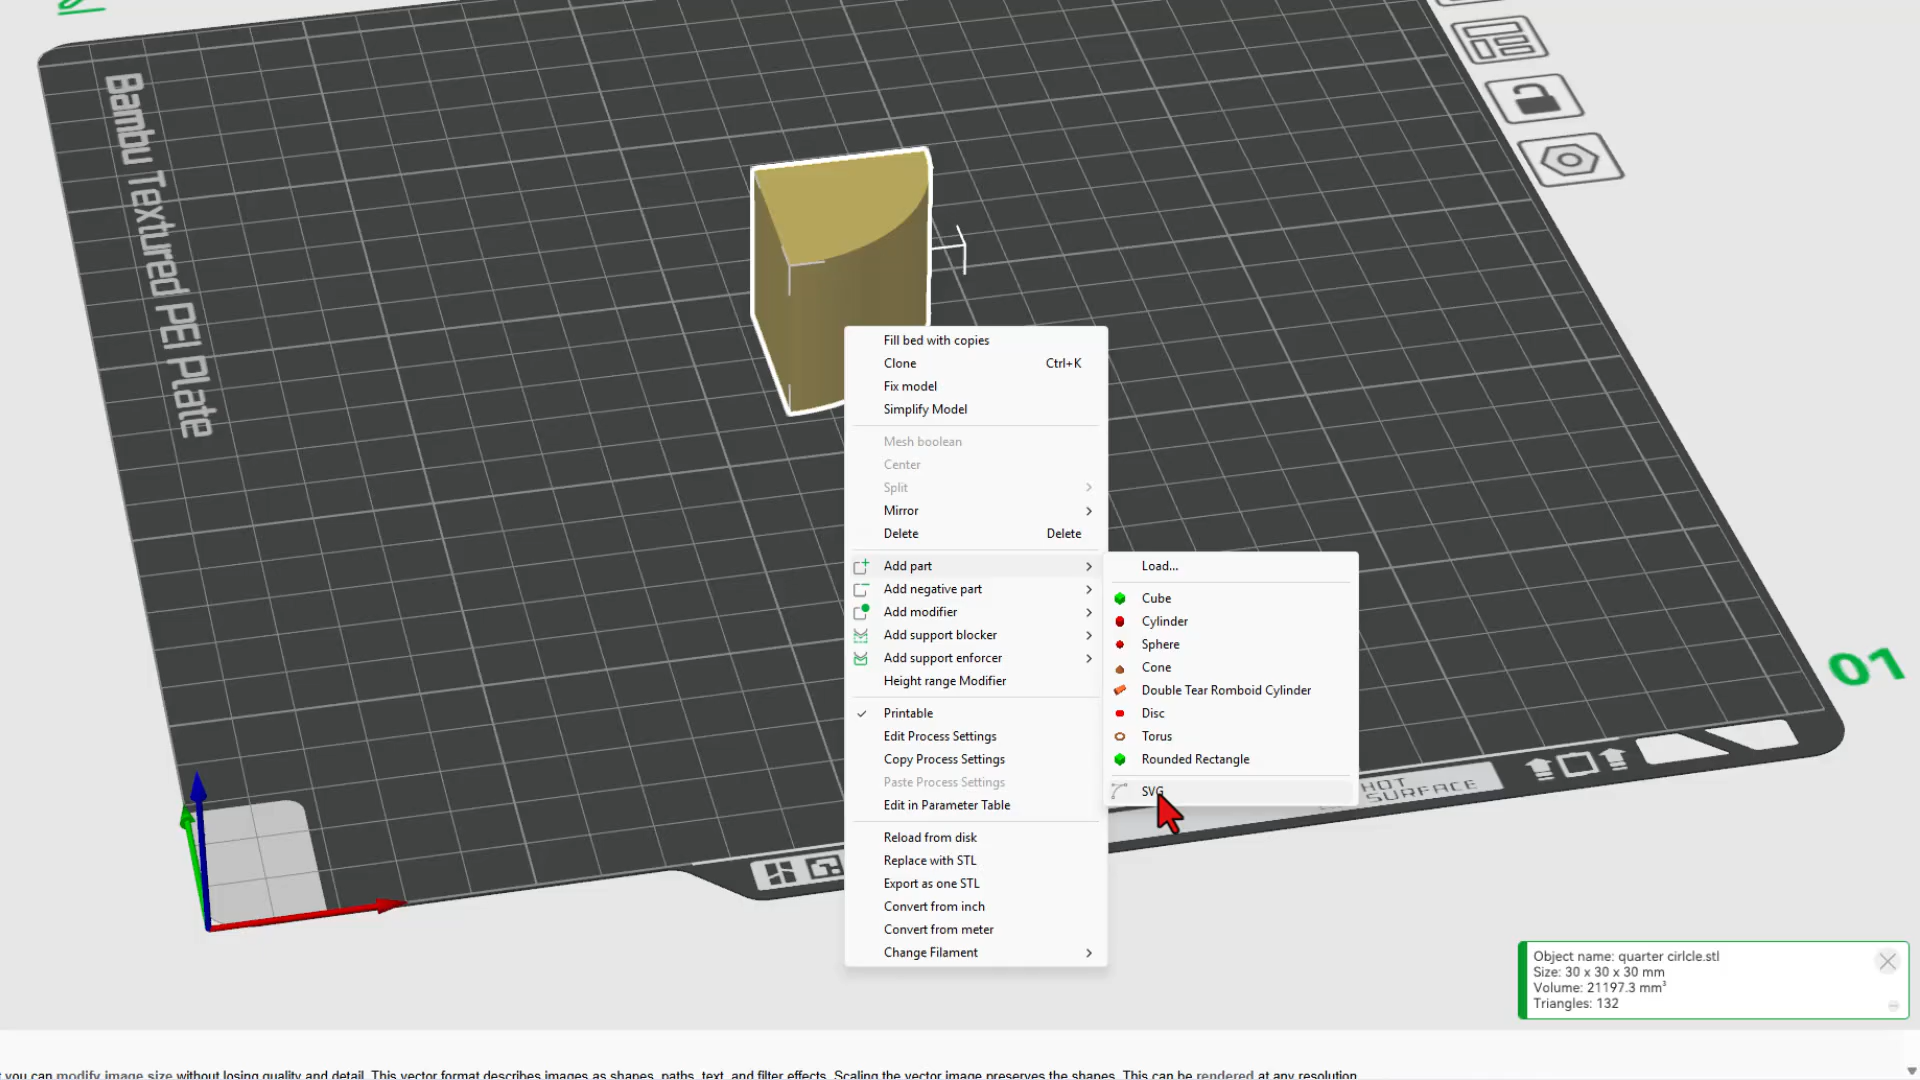 Bambu Textured PEI Plate
Fill bed with copies
Clone Ctrl+K
Fix model
Simplify Model
Mesh boolean
Center
Split
Mirror
Delete Delete
Add part
Add negative part
Add modifier
Add support blocker
Add support enforcer
Height range Modifier
Printable
Edit Process Settings
Copy Process Settings
Paste Process Settings
Edit in Parameter Table
Reload from disk
Replace with STL
Export as one STL
Convert from inch
Convert from meter
Change Filament
Load...
Cube
Cylinder
Sphere
Cone
Double Tear Romboid Cylinder
Disc
Torus
Rounded Rectangle
SVG
HOT
SURFACE
01
Object name: quarter cirlcle.stl
Size: 30 x 30 x 30 mm
Volume: 21197.3 mm³
Triangles: 132
you can modify image size without losing quality and detail. This vector format describes images as shapes, paths, text, and filter effects. Scaling the vector image preserves the shapes. This can be rendered at any resolution